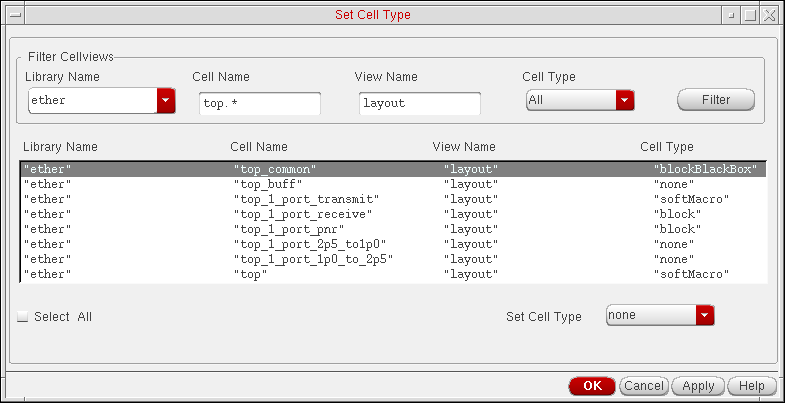 Set Cell Type
Filter Cellviews
Library Name Cell Name View Name Cell Type
ether top.* layout All Filter
Library Name Cell Name View Name Cell Type
"ether" "top_common" "layout" "blockBlackBox"
"ether" "top_buff" "layout" "none"
"ether" "top_1_port_transmit" "layout" "softMacro"
"ether" "top_1_port_receive" "layout" "block"
"ether" "top_1_port_pnr" "layout" "block"
"ether" "top_1_port_2p5_to1p0" "layout" "none"
"ether" "top_1_port_1p0_to_2p5" "layout" "none"
"ether" "top" "layout" "softMacro"
Select All Set Cell Type none
OK Cancel Apply Help